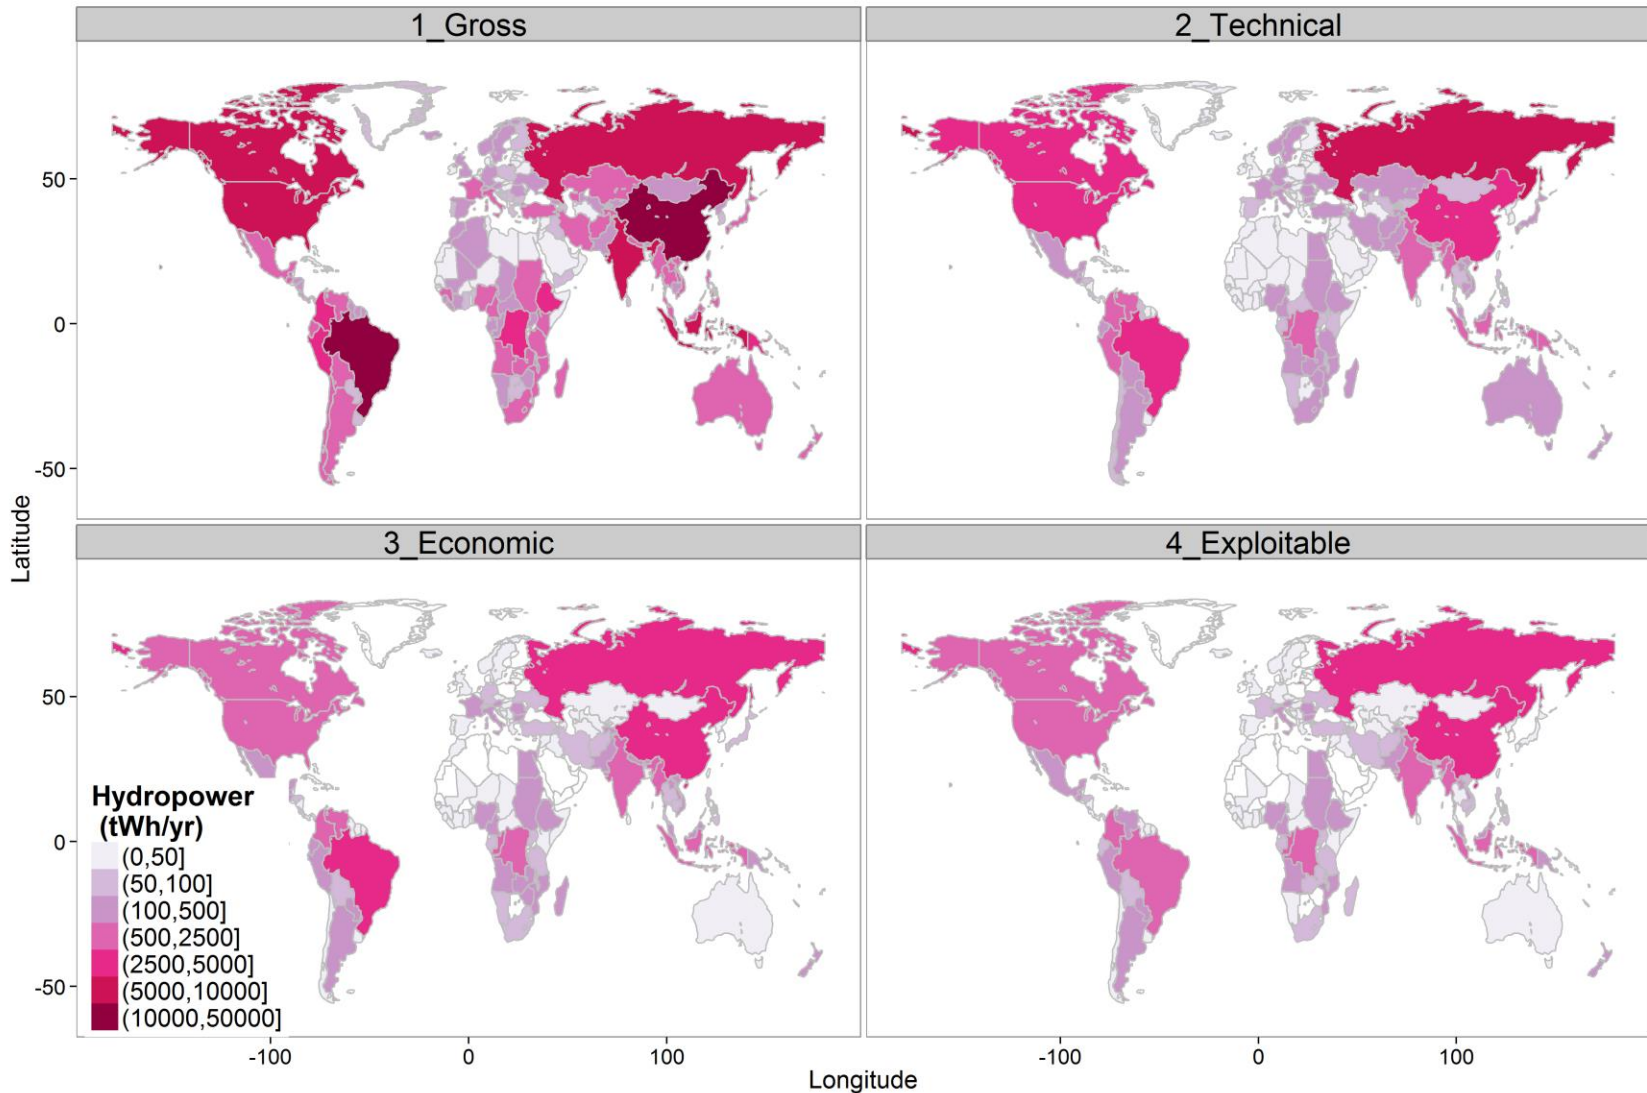 1_Gross
2_Technical
50
0
-50
Latitude
3_Economic
4_Exploitable
50
0
-50
Hydropower
(tWh/yr)
(0,50]
(50,100]
(100,500]
(500,2500]
(2500,5000]
(5000,10000]
(10000,50000]
-100
0
100
-100
0
100
Longitude